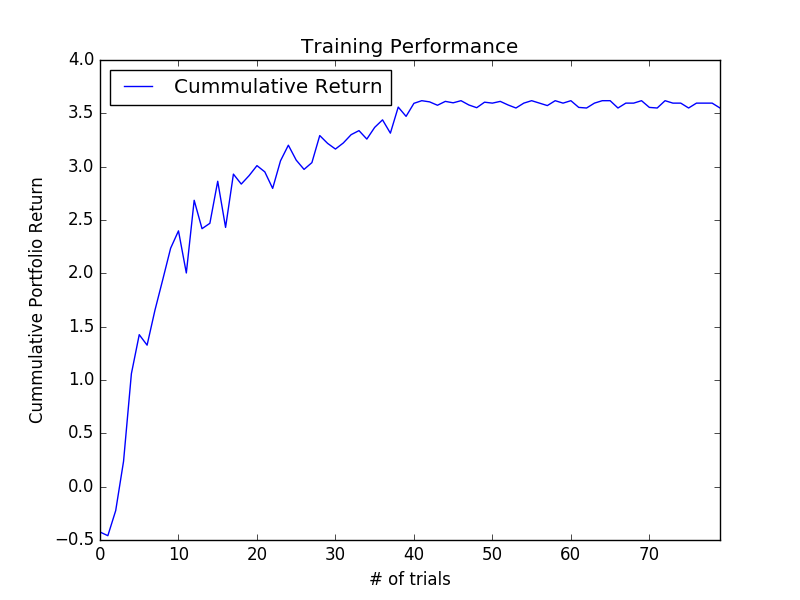 Training Performance
Cummulative Return
Cummulative Portfolio Return
4.0
3.5
3.0
2.5
2.0
1.5
1.0
0.5
0.0
−0.5
0 10 20 30 40 50 60 70
# of trials